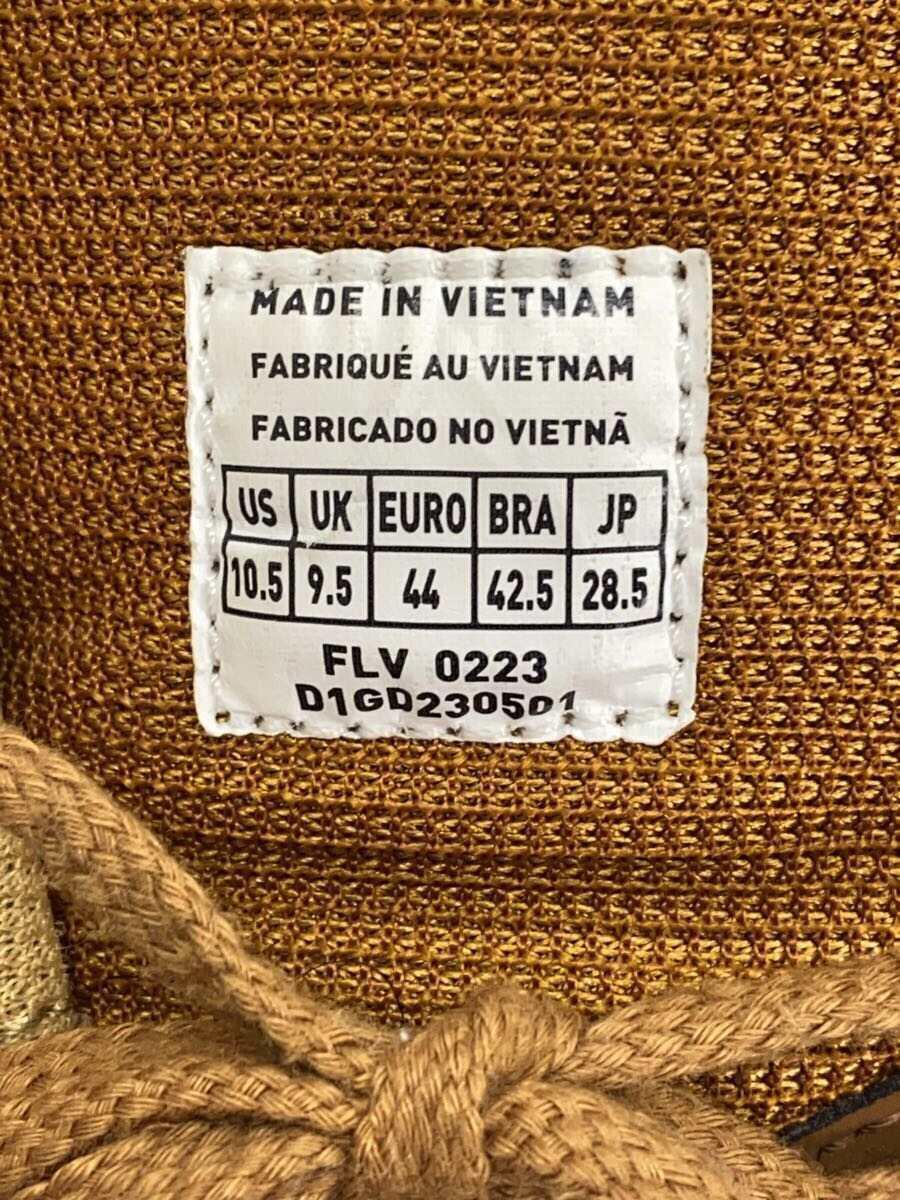 MADE IN VIETNAM
FABRIQUÉ AU VIETNAM
FABRICADO NO VIETNÃ
US UK EURO BRA JP
10.5 9.5 44 42.5 28.5
FLV 0223
D1GD230501